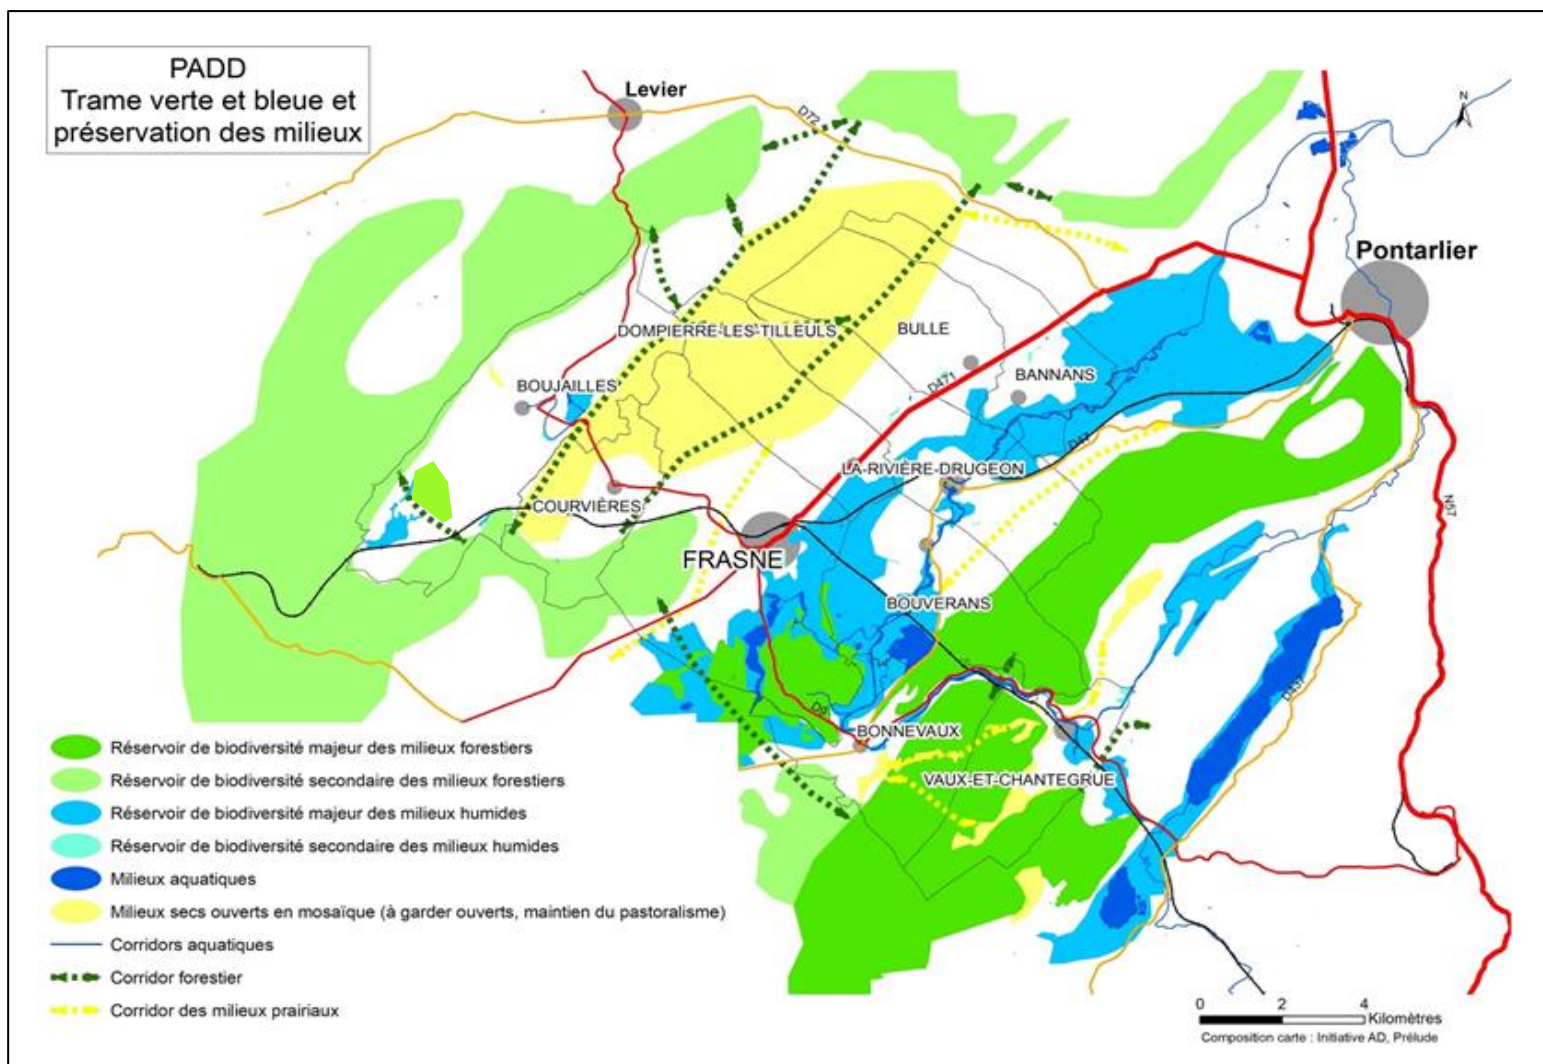 PADD
Trame verte et bleue et
préservation des milieux
Levier
D72
N
Pontarlier
DOMPIERRE-LES-TILLEULS
BULLE
BOUJAILLES
D471
BANNANS
D47
LA-RIVIÈRE-DRUGEON
COURVIÈRES
N57
FRASNE
BOUVERANS
D437
D9
BONNEVAUX
VAUX-ET-CHANTEGRUE
Réservoir de biodiversité majeur des milieux forestiers
Réservoir de biodiversité secondaire des milieux forestiers
Réservoir de biodiversité majeur des milieux humides
Réservoir de biodiversité secondaire des milieux humides
Milieux aquatiques
Milieux secs ouverts en mosaïque (à garder ouverts, maintien du pastoralisme)
Corridors aquatiques
Corridor forestier
Corridor des milieux prairiaux
0 2 4
Kilomètres
Composition carte : Initiative AD, Prélude